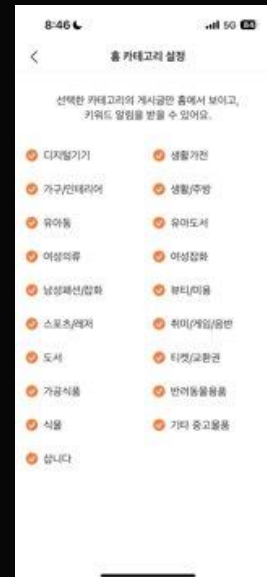 8:46
5G 84
홈 카테고리 설정
선택한 카테고리의 게시글만 홈에서 보이고,
키워드 알림을 받을 수 있어요.
디지털기기 생활가전
가구/인테리어 생활/주방
유아동 유아도서
여성의류 여성잡화
남성패션/잡화 뷰티/미용
스포츠/레저 취미/게임/음반
도서 티켓/교환권
가공식품 반려동물용품
식물 기타 중고물품
삽니다